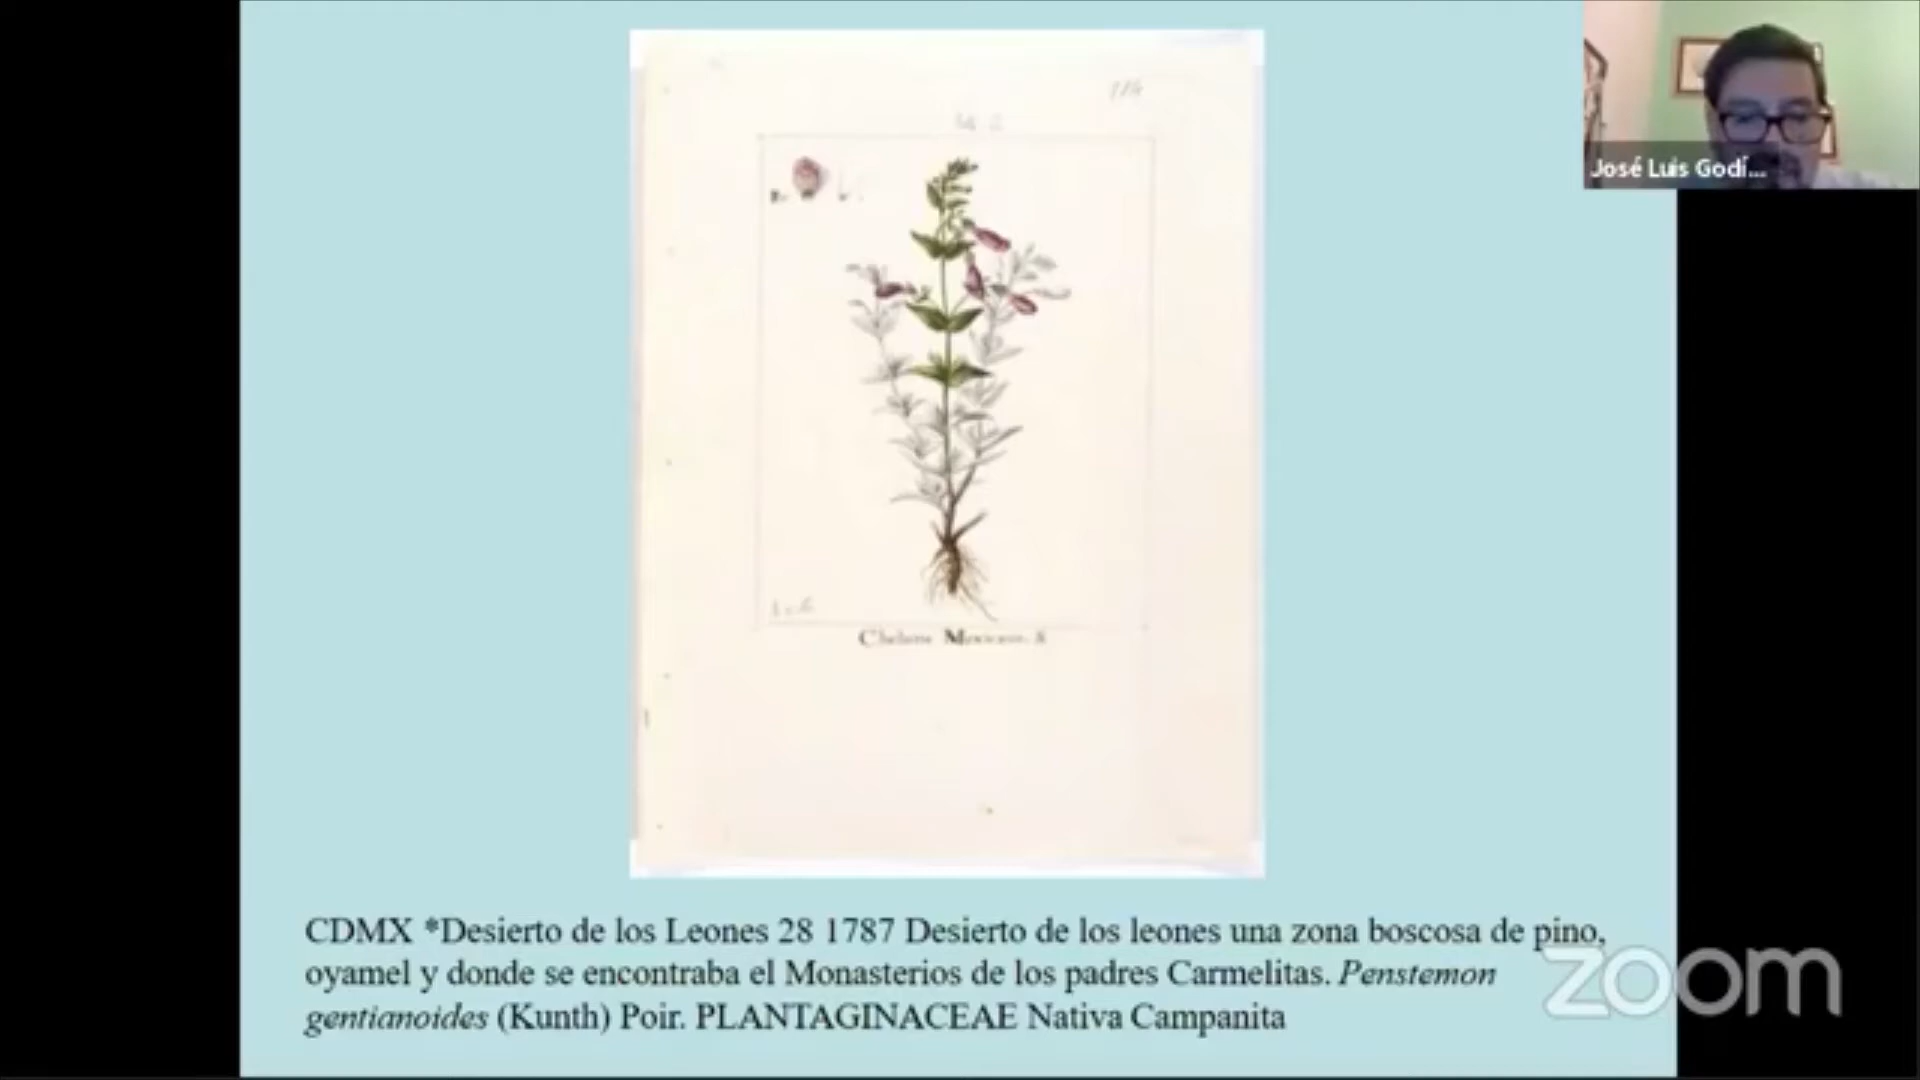 José Luis Godí...
CDMX *Desierto de los Leones 28 1787 Desierto de los leones una zona boscosa de pino,
oyamel y donde se encontraba el Monasterios de los padres Carmelitas. Penstemon
gentianoides (Kunth) Poir. PLANTAGINACEAE Nativa Campanita
zoom